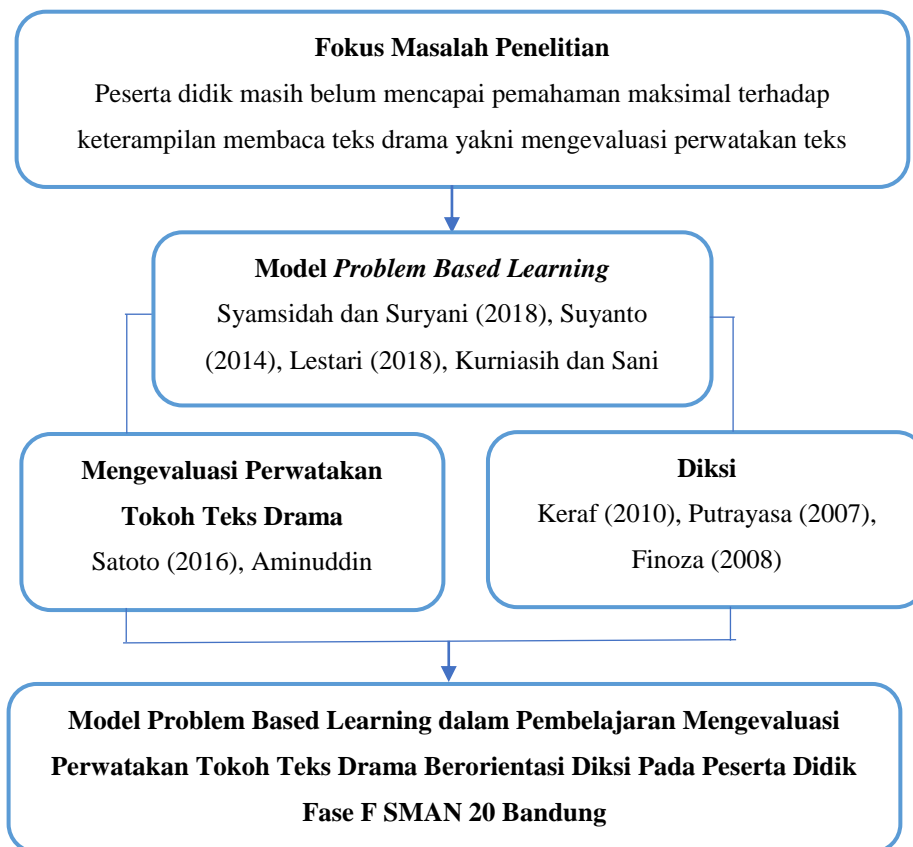 Fokus Masalah Penelitian
Peserta didik masih belum mencapai pemahaman maksimal terhadap
keterampilan membaca teks drama yakni mengevaluasi perwatakan teks
Model Problem Based Learning
Syamsidah dan Suryani (2018), Suyanto
(2014), Lestari (2018), Kurniasih dan Sani
Mengevaluasi Perwatakan
Tokoh Teks Drama
Satoto (2016), Aminuddin
Diksi
Keraf (2010), Putrayasa (2007),
Finoza (2008)
Model Problem Based Learning dalam Pembelajaran Mengevaluasi
Perwatakan Tokoh Teks Drama Berorientasi Diksi Pada Peserta Didik
Fase F SMAN 20 Bandung